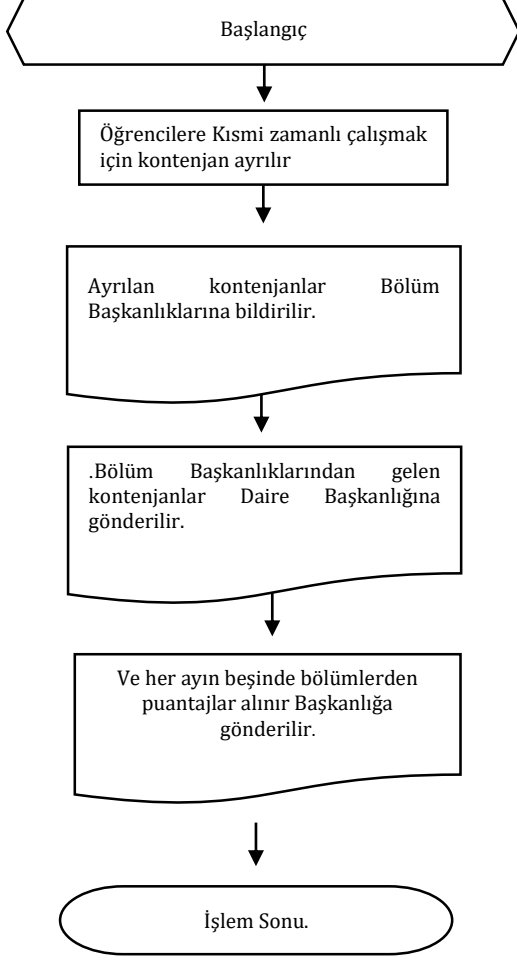 Başlangıç
Öğrencilere Kısmi zamanlı çalışmak
için kontenjan ayrılır
Ayrılan kontenjanlar Bölüm
Başkanlıklarına bildirilir.
.Bölüm Başkanlıklarından gelen
kontenjanlar Daire Başkanlığına
gönderilir.
Ve her ayın beşinde bölümlerden
puantajlar alınır Başkanlığa
gönderilir.
İşlem Sonu.